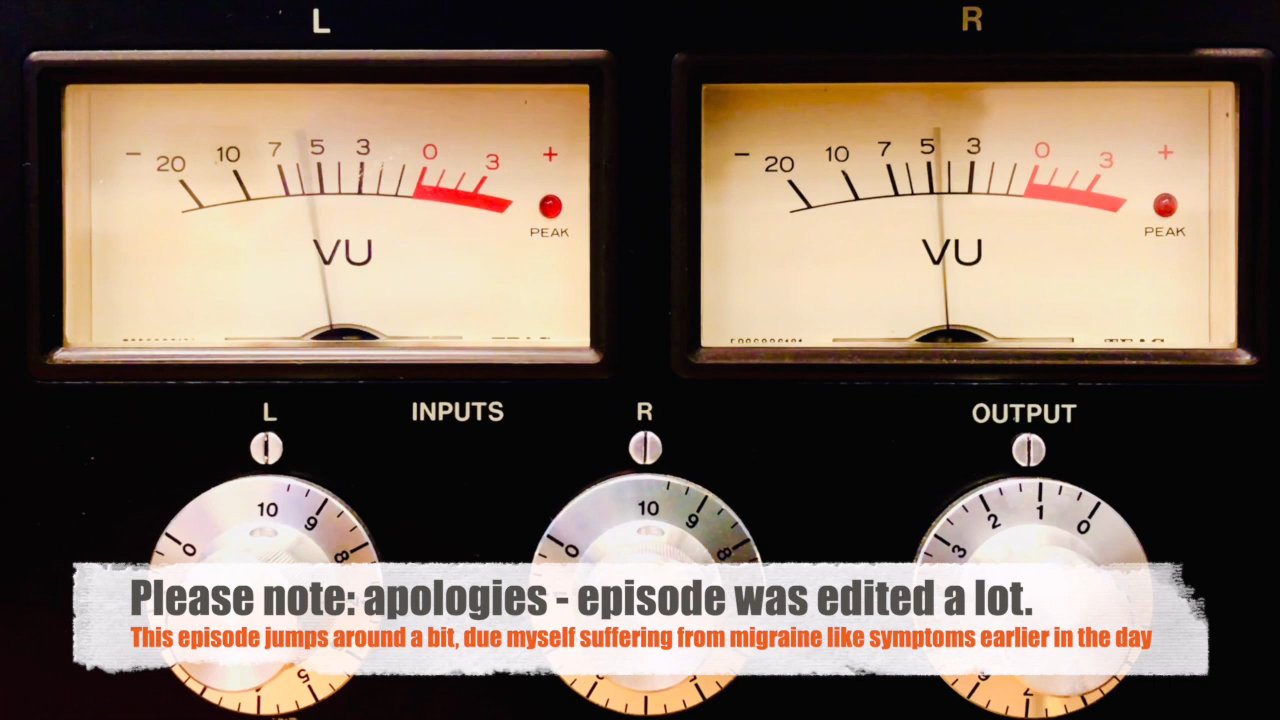 L R
- 20 10 7 5 3 0 3 +
PEAK
VU
- 20 10 7 5 3 0 3 +
PEAK
VU
L INPUTS R OUTPUT
10 9 8 0
10 9 8 0
3 2 1 0
Please note: apologies - episode was edited a lot.
This episode jumps around a bit, due myself suffering from migraine like symptoms earlier in the day
5